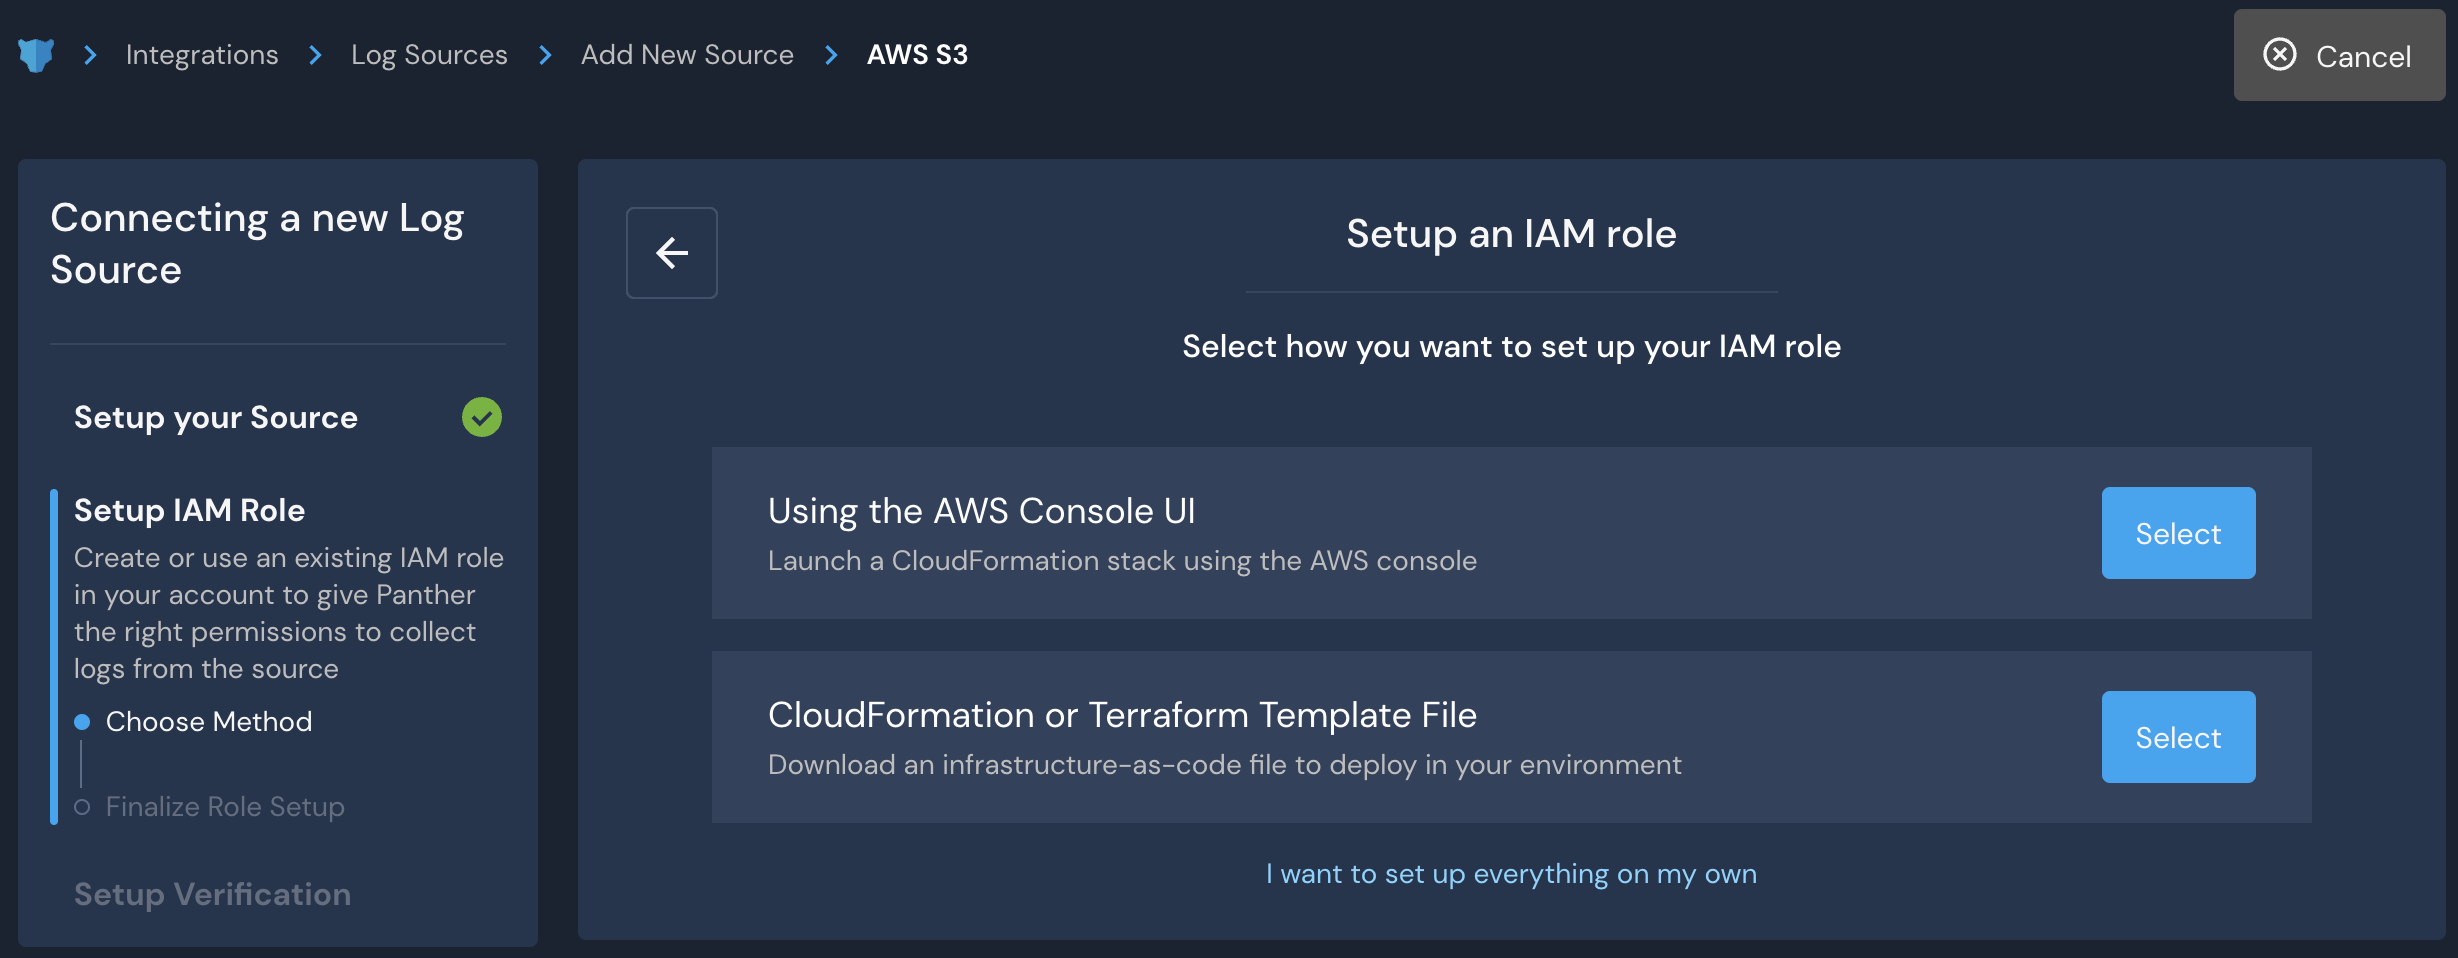 Integrations
Log Sources
Add New Source
AWS S3
Cancel
Connecting a new Log
Source
Setup your Source
Setup IAM Role
Create or use an existing IAM role
in your account to give Panther
the right permissions to collect
logs from the source
Choose Method
Finalize Role Setup
Setup Verification
Setup an IAM role
Select how you want to set up your IAM role
Using the AWS Console UI
Launch a CloudFormation stack using the AWS console
Select
CloudFormation or Terraform Template File
Download an infrastructure-as-code file to deploy in your environment
Select
I want to set up everything on my own